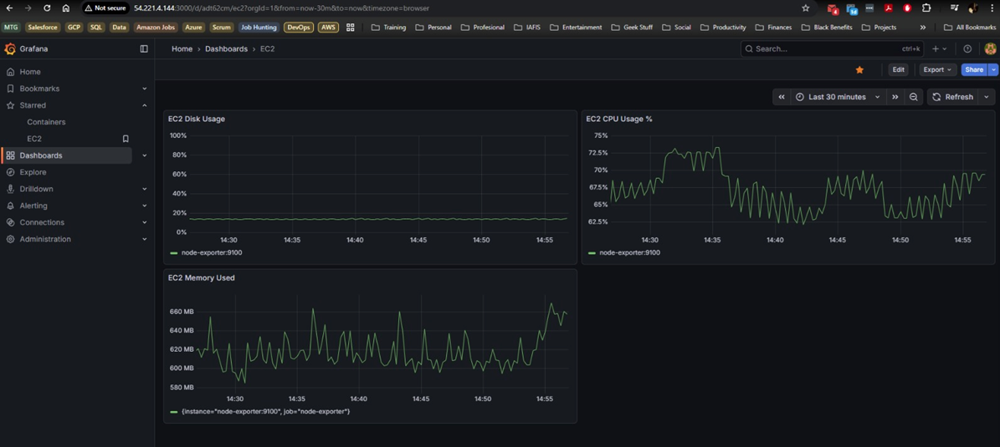 Not secure 54.221.4.144:3000/d/adt62cm/ec2?orgId=1&from=now-30m&to=now&timezone=browser
4
MTG Salesforce GCP SQL Data Amazon Jobs Azure Scrum Job Hunting DevOps AWS Training Personal Profesional IAFIS Entertainment Geek Stuff Social Productivity Finances Black Benefits Projects All Bookmarks
Grafana
Home › Dashboards › EC2
Search...
ctrl+k
Edit
Export
Share
Home
Bookmarks
Starred
Containers
EC2
Dashboards
Explore
Drilldown
Alerting
Connections
Administration
Last 30 minutes
Refresh
EC2 Disk Usage
100%
80%
60%
40%
20%
0%
14:30 14:35 14:40 14:45 14:50 14:55
node-exporter:9100
EC2 CPU Usage %
75%
72.5%
70%
67.5%
65%
62.5%
14:30 14:35 14:40 14:45 14:50 14:55
node-exporter:9100
EC2 Memory Used
660 MB
640 MB
620 MB
600 MB
580 MB
14:30 14:35 14:40 14:45 14:50 14:55
{instance="node-exporter:9100", job="node-exporter"}